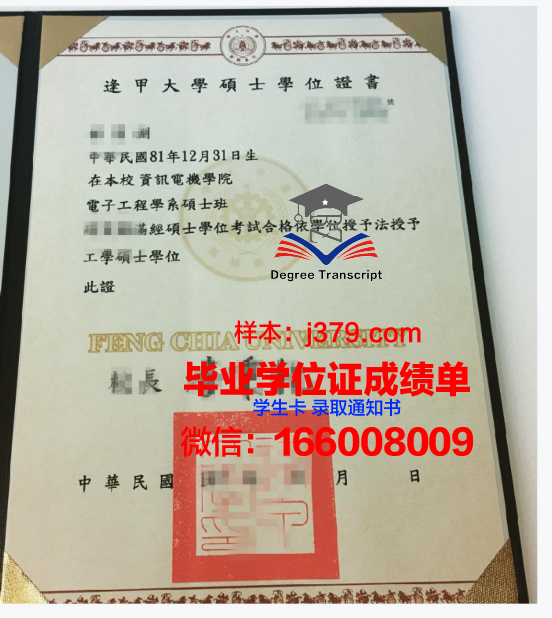 逢甲大學碩士學位證書
號
中華民國81年12月31日生
在本校 資訊電機學院
電子工程學系碩士班
滿經碩士學位考試合格依學位授予法授予
工學碩士學位
此證
Degree Transcript
FENG CHIA UNIVERSITY
样本：j379.com
校長
毕业学位证成绩单
学生卡 录取通知书
微信：166008009
中華民國 月 日